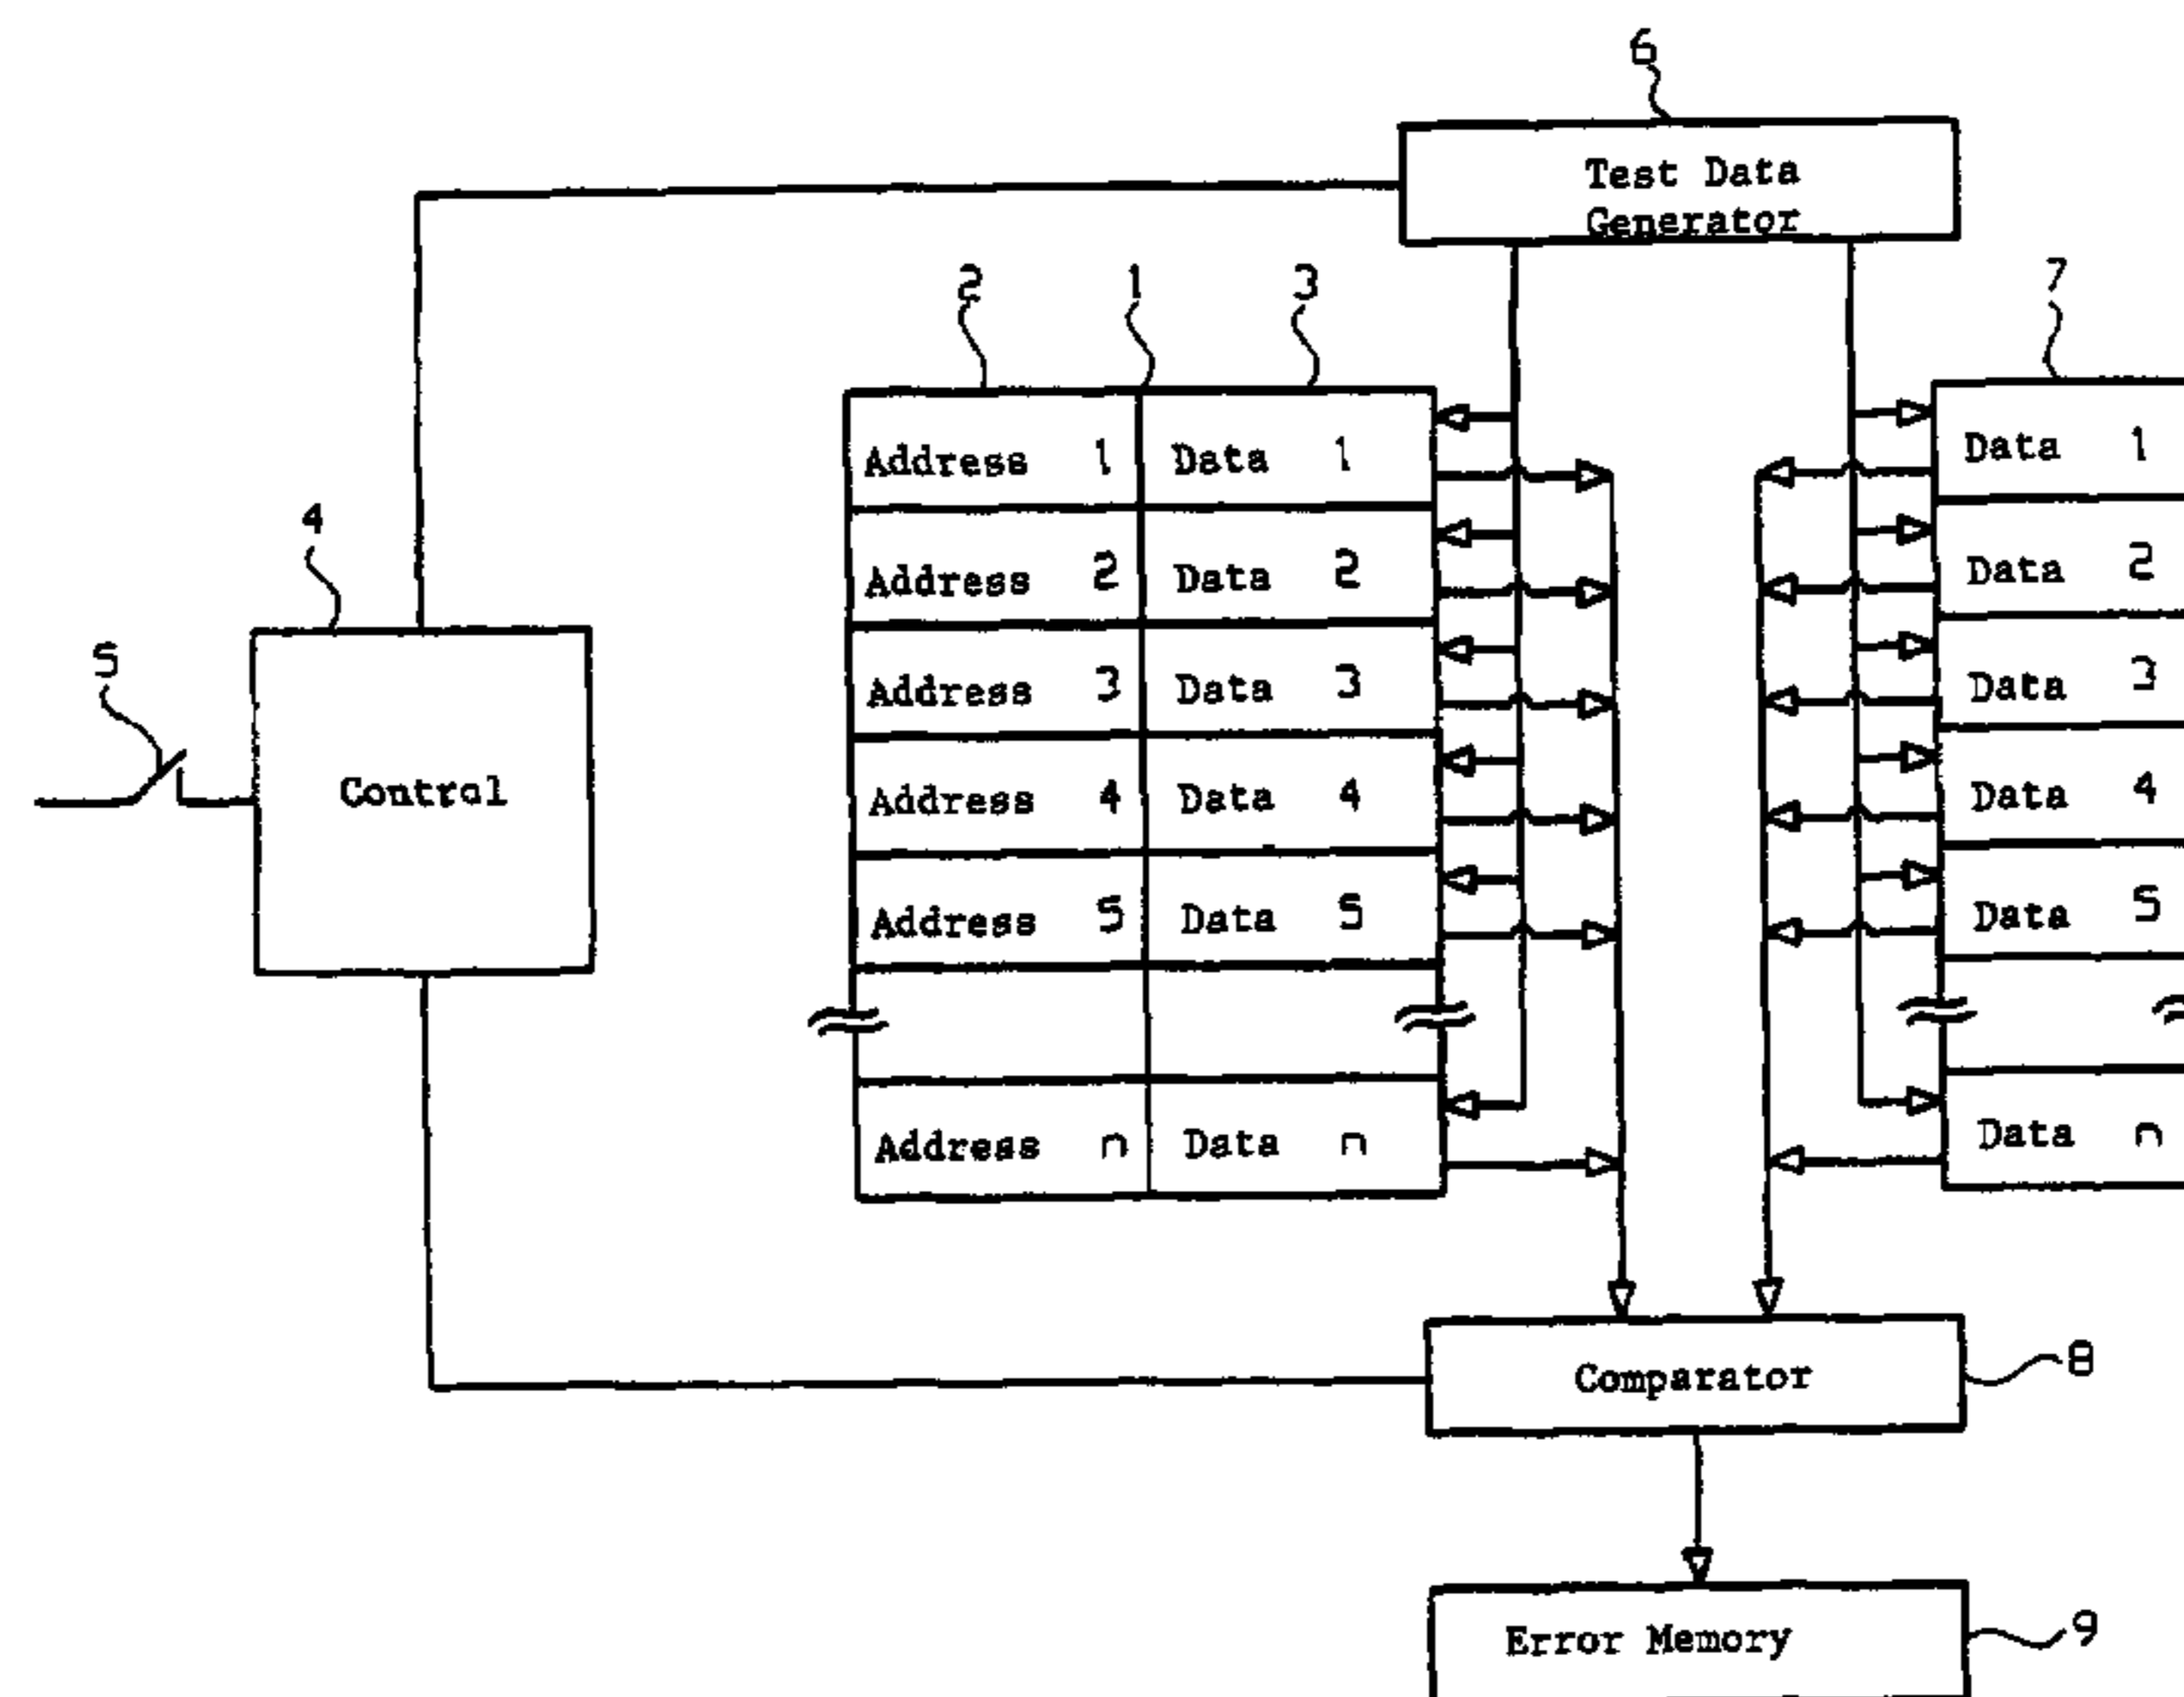 6
Test Data
Generator
2 1 3 7
Address 1 Data 1 Data 1
Address 2 Data 2 Data 2
Address 3 Data 3 Data 3
Address 4 Data 4 Data 4
Address 5 Data 5 Data 5
Address n Data n Data n
4
5
Control
Comparator 8
Error Memory 9